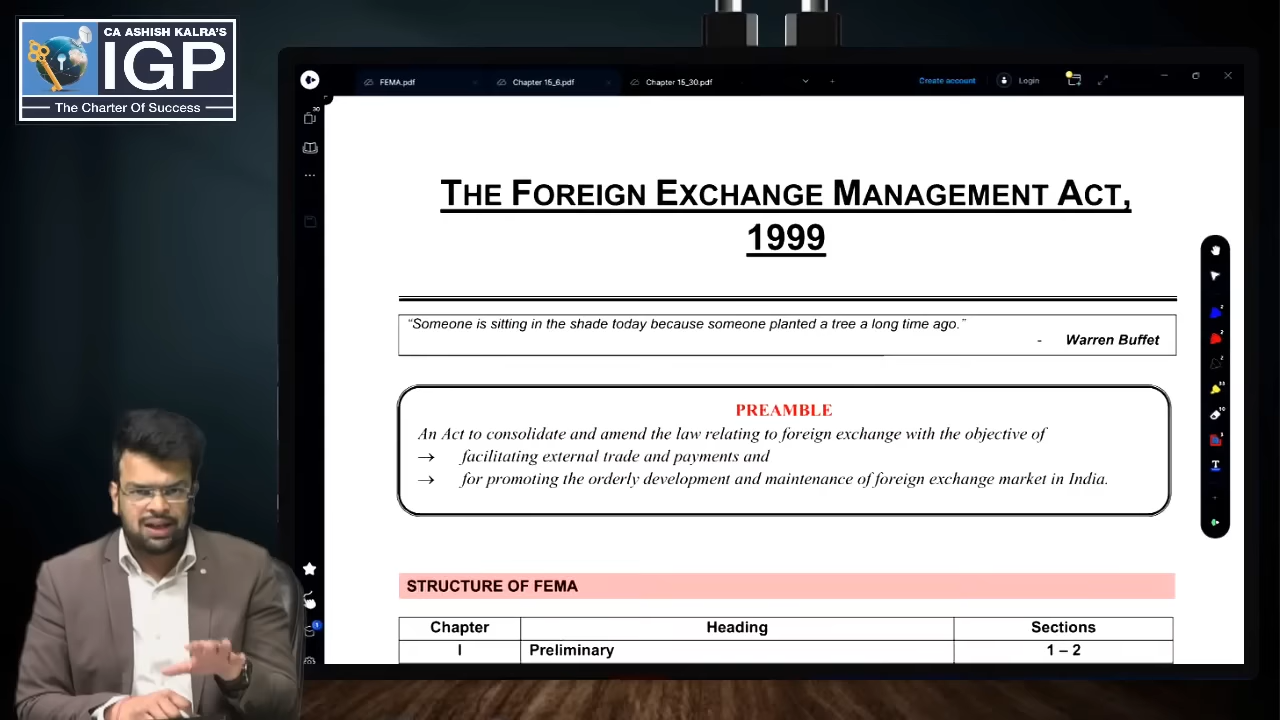 CA ASHISH KALRA'S
IGP
The Charter Of Success
FEMA.pdf
Chapter 15_6.pdf
Chapter 15_30.pdf
Create account
Login
THE FOREIGN EXCHANGE MANAGEMENT ACT,
1999
“Someone is sitting in the shade today because someone planted a tree a long time ago.”
- Warren Buffet
PREAMBLE
An Act to consolidate and amend the law relating to foreign exchange with the objective of
→ facilitating external trade and payments and
→ for promoting the orderly development and maintenance of foreign exchange market in India.
STRUCTURE OF FEMA
Chapter Heading Sections
I Preliminary 1 – 2